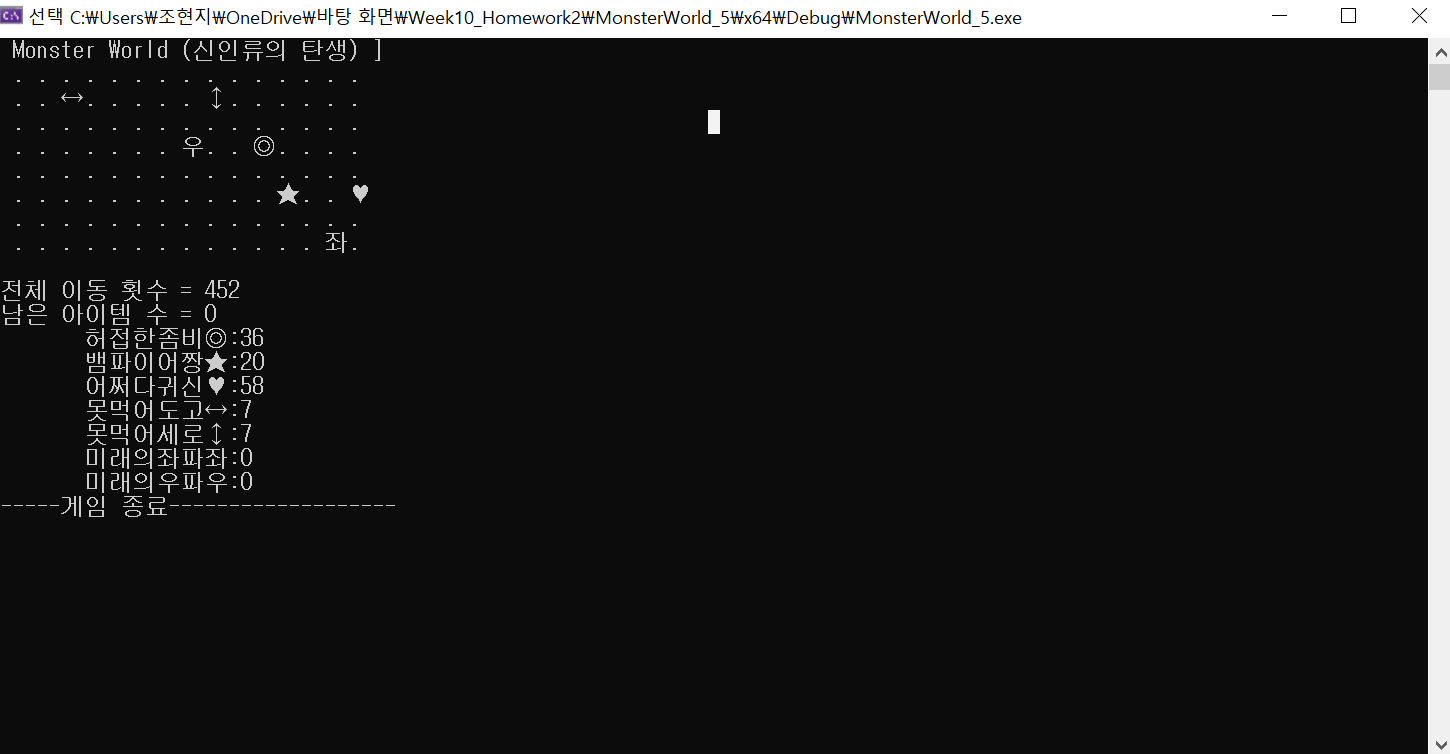 선택 C:₩Users₩조현지₩OneDrive₩바탕 화면₩Week10_Homework2₩MonsterWorld_5₩x64₩Debug₩MonsterWorld_5.exe
Monster World (신인류의 탄생) ]
. . . . . . . . . . . . . . .
. . ↔. . . . . ↕. . . . . .
. . . . . . . . . . . . . . .
. . . . . . . 우. . ◎. . . .
. . . . . . . . . . . . . . .
. . . . . . . . . . . ★. . ♥
. . . . . . . . . . . . . . .
. . . . . . . . . . . . . 좌.
전체 이동 횟수 = 452
남은 아이템 수 = 0
허접한좀비◎:36
뱀파이어짱★:20
어쩌다귀신♥:58
못먹어도고↔:7
못먹어세로↕:7
미래의좌파좌:0
미래의우파우:0
-----게임 종료-------------------